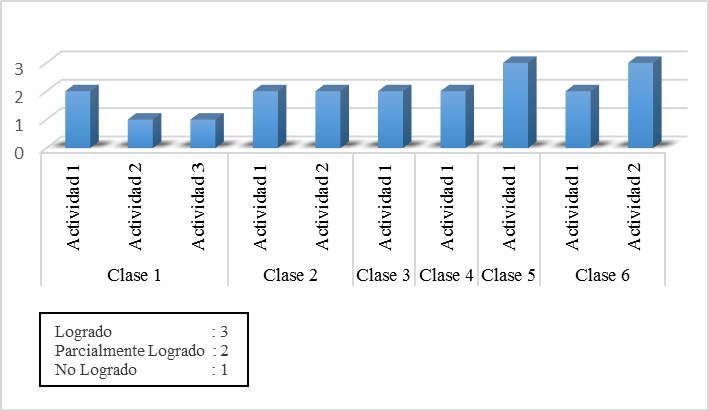 3
2
1
0
Actividad 1
Actividad 2
Actividad 3
Actividad 1
Actividad 2
Actividad 1
Actividad 1
Actividad 1
Actividad 1
Actividad 2
Clase 1
Clase 2
Clase 3
Clase 4
Clase 5
Clase 6
Logrado : 3
Parcialmente Logrado : 2
No Logrado : 1